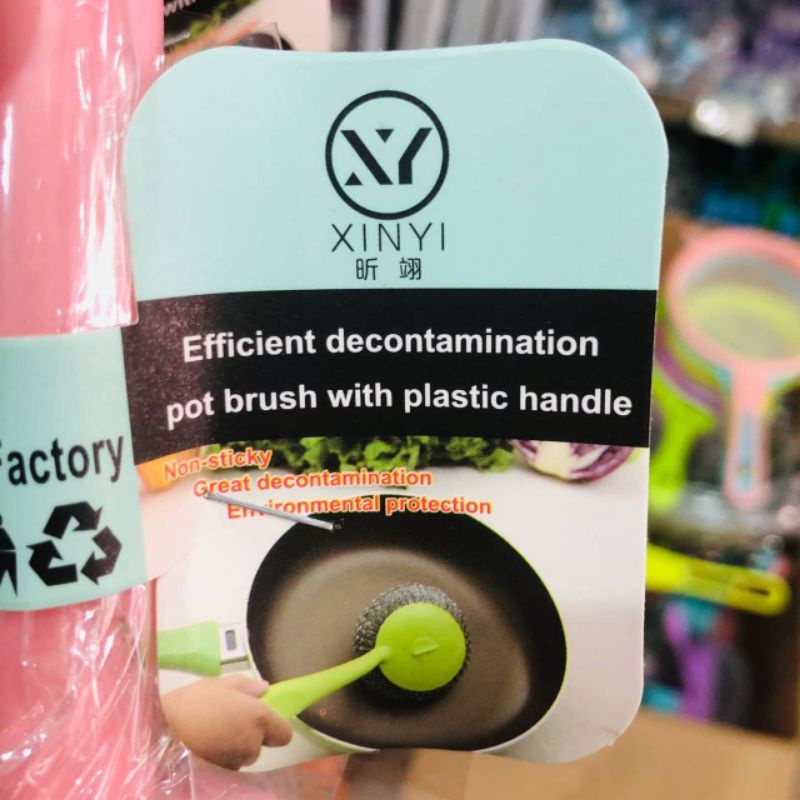 XY
XINYI
昕翊
Efficient decontamination
pot brush with plastic handle
Non-sticky
Great decontamination
Environmental protection
Factory